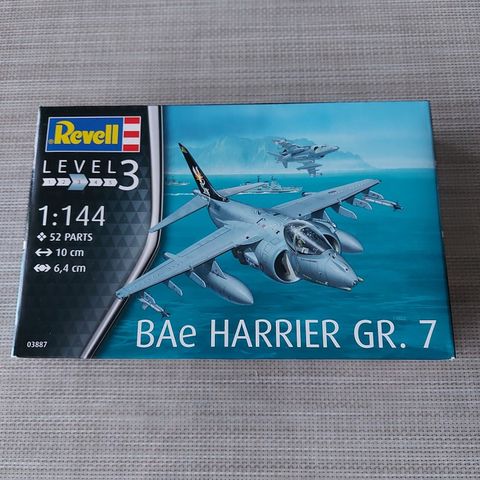 Revell
LEVEL 3
1:144
52 PARTS
10 cm
6,4 cm
03887
BAe HARRIER GR. 7